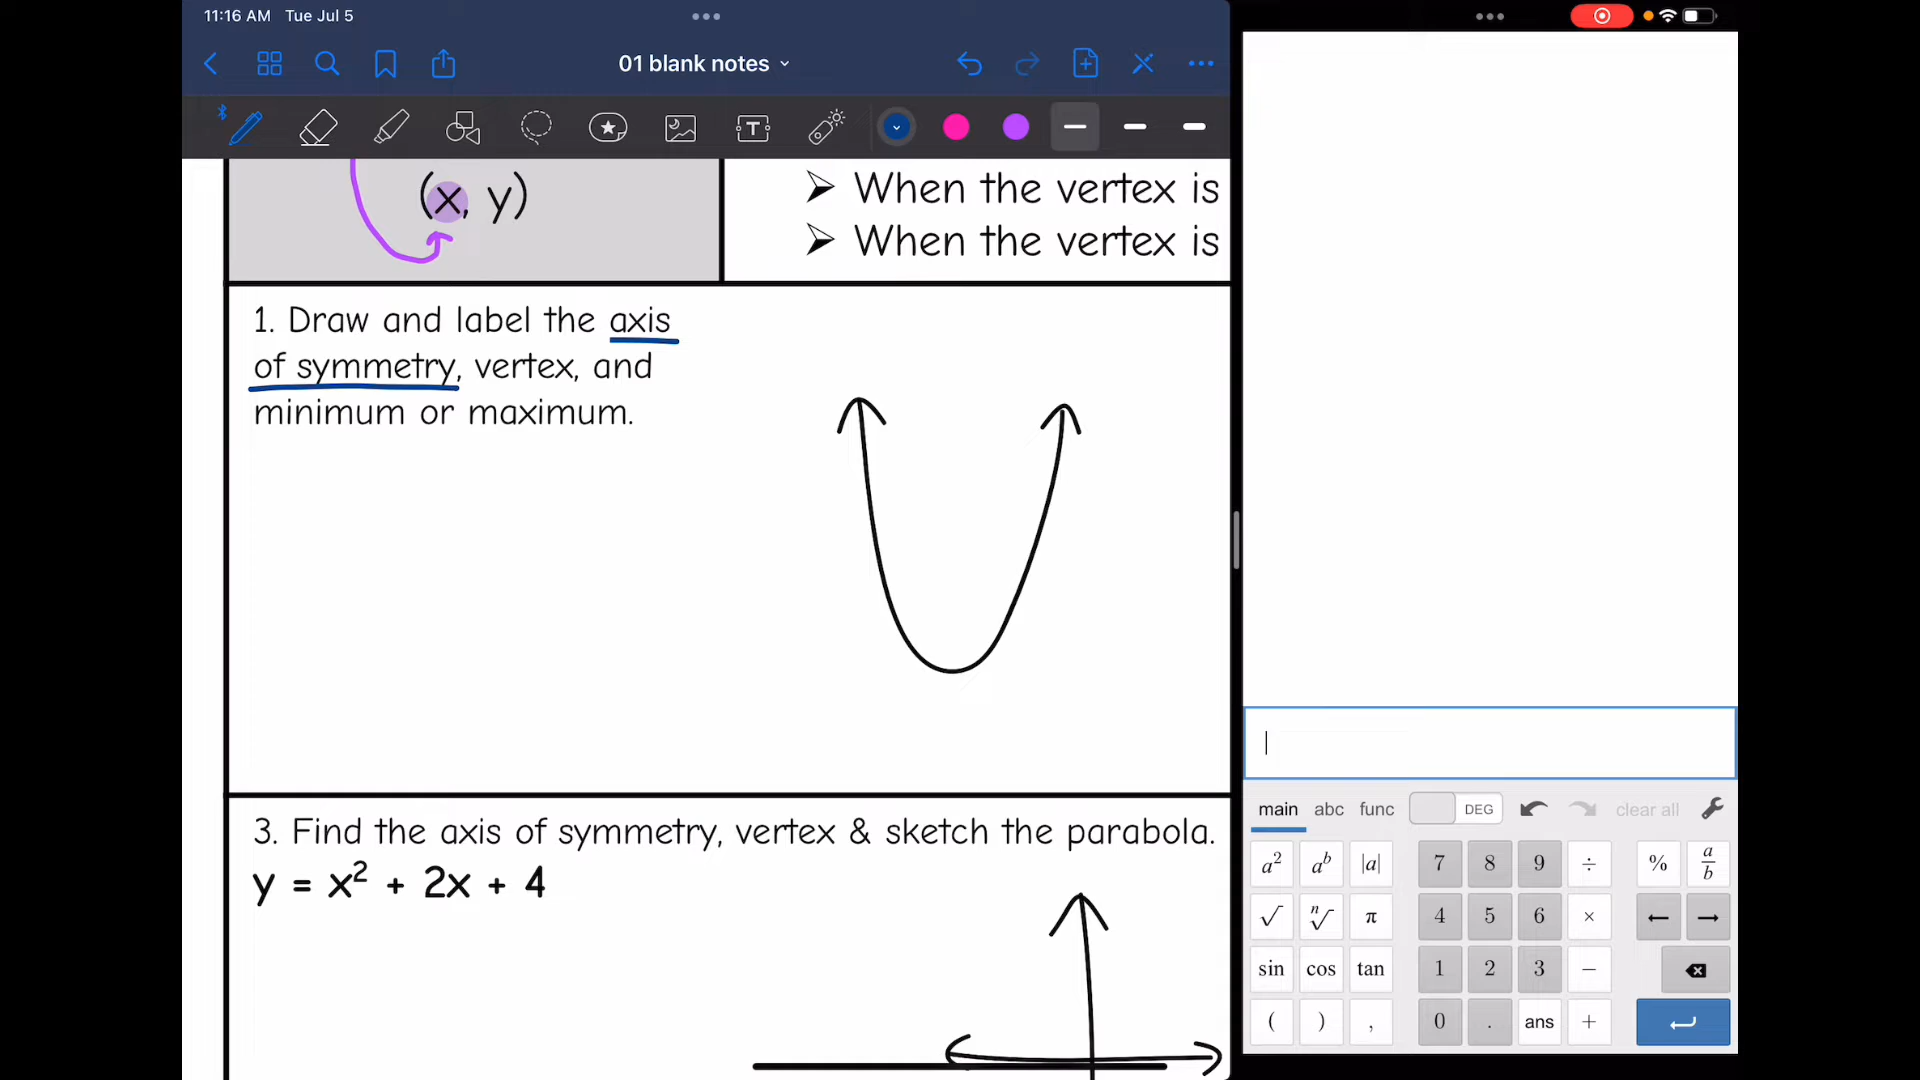 11:16 AM Tue Jul 5
01 blank notes
T
(x, y)
➢ When the vertex is
➢ When the vertex is
1. Draw and label the axis
of symmetry, vertex, and
minimum or maximum.
3. Find the axis of symmetry, vertex & sketch the parabola.
y = x² + 2x + 4
main abc func DEG clear all
a² aᵇ |a| 7 8 9 ÷ % a/b
√ ⁿ√ π 4 5 6 × ← →
sin cos tan 1 2 3 −
( ) , 0 . ans +